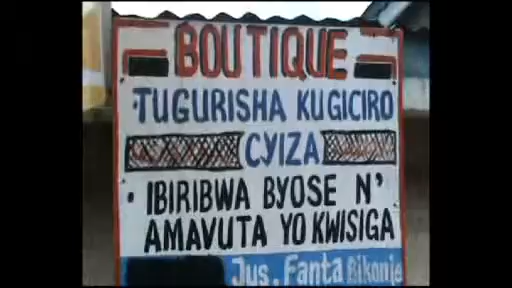 BOUTIQUE
· TUGURISHA KUGICIRO
CYIZA
· IBIRIBWA BYOSE N'
AMAVUTA YO KWISIGA
Jus, Fanta Bikonje